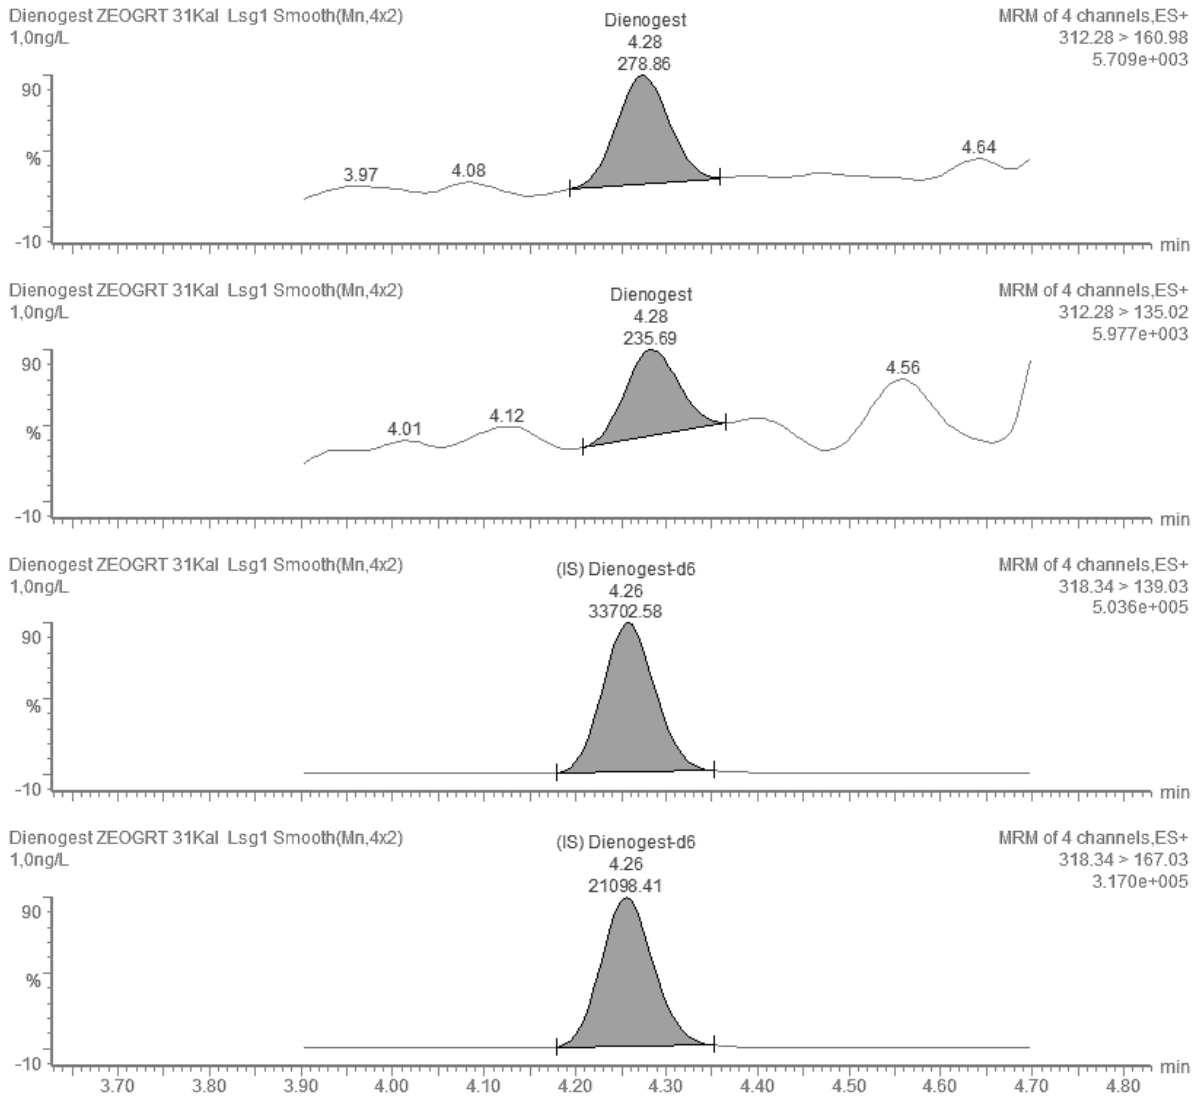 Dienogest ZEOGRT 31Kal Lsg1 Smooth(Mn,4x2)
1,0ng/L
MRM of 4 channels,ES+
312.28 > 160.98
5.709e+003
Dienogest
4.28
278.86
90
%
-10
3.97
4.08
4.64
min
Dienogest ZEOGRT 31Kal Lsg1 Smooth(Mn,4x2)
1,0ng/L
MRM of 4 channels,ES+
312.28 > 135.02
5.977e+003
Dienogest
4.28
235.69
90
%
-10
4.01
4.12
4.56
min
Dienogest ZEOGRT 31Kal Lsg1 Smooth(Mn,4x2)
1,0ng/L
MRM of 4 channels,ES+
318.34 > 139.03
5.036e+005
(IS) Dienogest-d6
4.26
33702.58
90
%
-10
min
Dienogest ZEOGRT 31Kal Lsg1 Smooth(Mn,4x2)
1,0ng/L
MRM of 4 channels,ES+
318.34 > 167.03
3.170e+005
(IS) Dienogest-d6
4.26
21098.41
90
%
-10
min
3.70 3.80 3.90 4.00 4.10 4.20 4.30 4.40 4.50 4.60 4.70 4.80